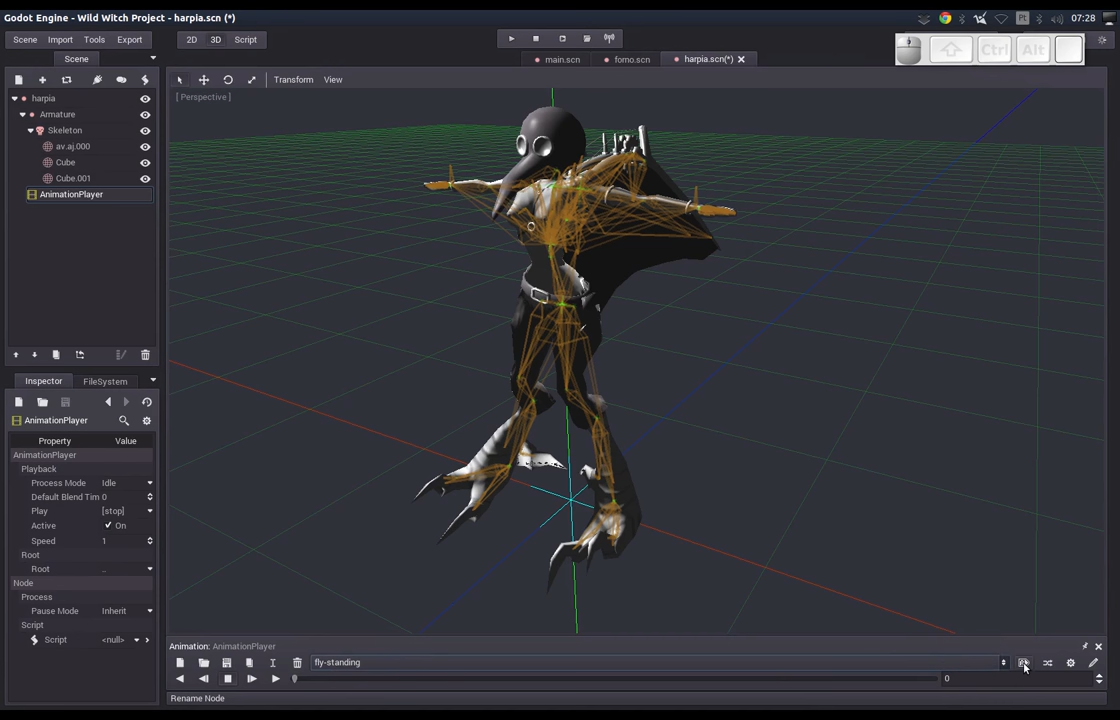 Godot Engine - Wild Witch Project - harpia.scn (*)
Pt
07:28
Scene Import Tools Export
2D 3D Script
Ctrl Alt
Scene
main.scn forno.scn harpia.scn(*)
Transform View
[ Perspective ]
harpia
Armature
Skeleton
av.aj.000
Cube
Cube.001
AnimationPlayer
Inspector FileSystem
AnimationPlayer
Property Value
AnimationPlayer
Playback
Process Mode Idle
Default Blend Tim 0
Play [stop]
Active On
Speed 1
Root
Root ..
Node
Process
Pause Mode Inherit
Script
Script <null>
Animation: AnimationPlayer
fly-standing
0
Rename Node